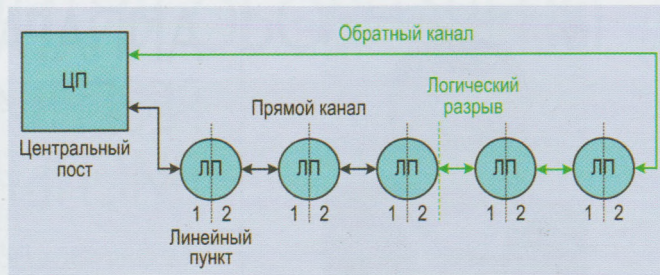 Обратный канал
ЦП
Центральный
пост
Прямой канал
Логический
разрыв
ЛП ЛП ЛП ЛП ЛП
1 2 1 2 1 2 1 2 1 2
Линейный
пункт